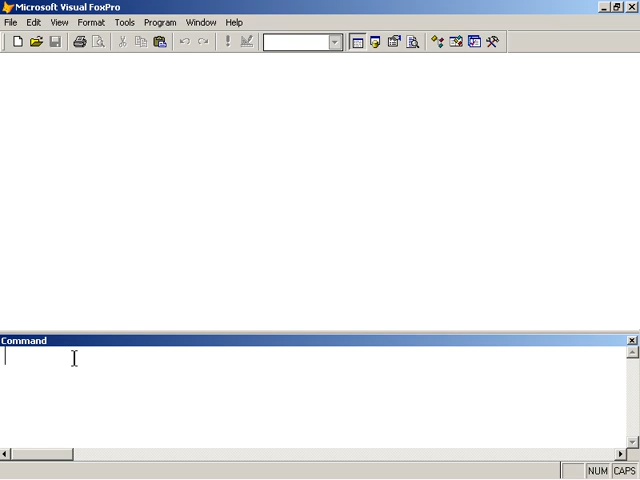 Microsoft Visual FoxPro
File Edit View Format Tools Program Window Help
Command
NUM CAPS